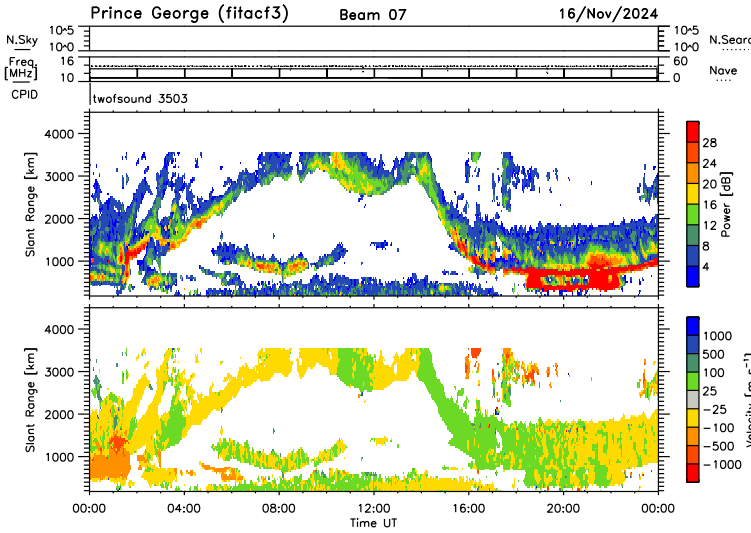 Prince George (fitacf3) Beam 07 16/Nov/2024
N.Sky 10^5 10^0 10^5 10^0 N.Sear
Freq. [MHz] 16 10 60 0 Nave
CPID twofsound 3503
Slant Range [km] 4000 3000 2000 1000
28 24 20 16 12 8 4 Power [dB]
Slant Range [km] 4000 3000 2000 1000
1000 500 100 25 -25 -100 -500 -1000 Velocity
00:00 04:00 08:00 12:00 16:00 20:00 00:00
Time UT